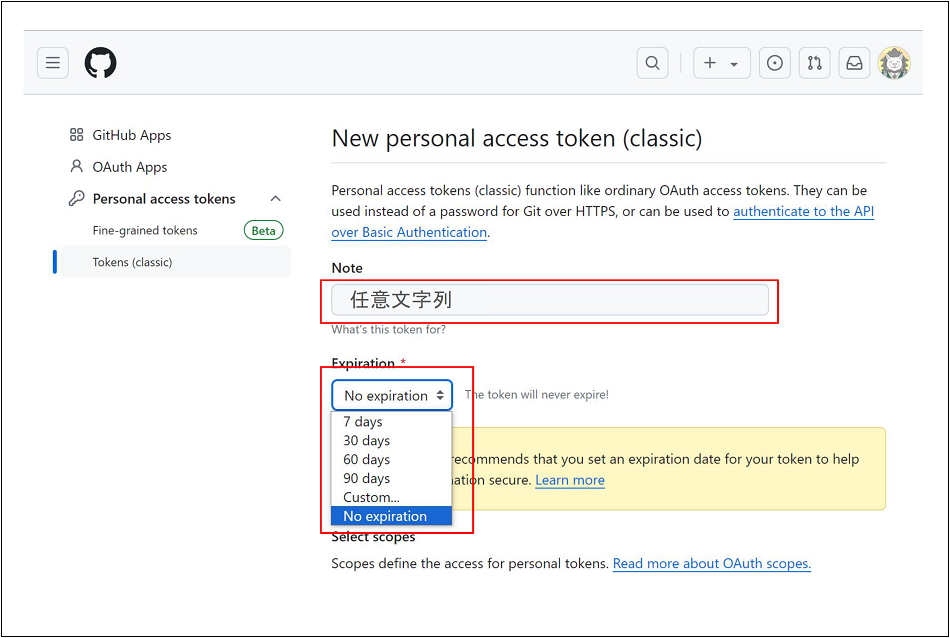 GitHub Apps
OAuth Apps
Personal access tokens
Fine-grained tokens Beta
Tokens (classic)
New personal access token (classic)
Personal access tokens (classic) function like ordinary OAuth access tokens. They can be
used instead of a password for Git over HTTPS, or can be used to authenticate to the API
over Basic Authentication.
Note
任意文字列
What's this token for?
Expiration *
No expiration The token will never expire!
7 days
30 days
60 days
90 days
Custom...
No expiration
recommends that you set an expiration date for your token to help
secure. Learn more
Select scopes
Scopes define the access for personal tokens. Read more about OAuth scopes.